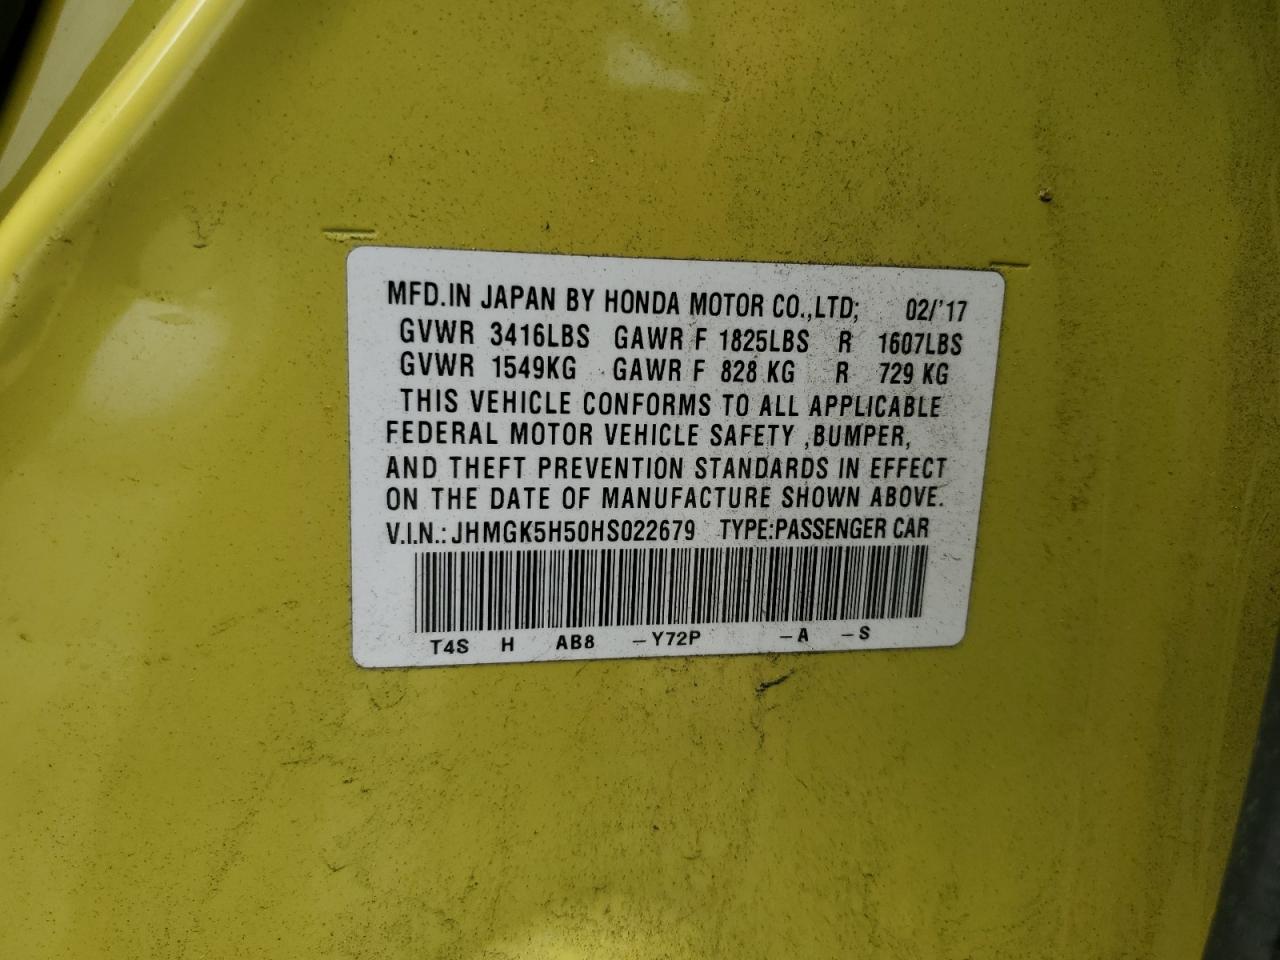 MFD.IN JAPAN BY HONDA MOTOR CO.,LTD; 02/'17
GVWR 3416LBS GAWR F 1825LBS R 1607LBS
GVWR 1549KG GAWR F 828 KG R 729 KG
THIS VEHICLE CONFORMS TO ALL APPLICABLE
FEDERAL MOTOR VEHICLE SAFETY ,BUMPER,
AND THEFT PREVENTION STANDARDS IN EFFECT
ON THE DATE OF MANUFACTURE SHOWN ABOVE.
V.I.N.: JHMGK5H50HS022679 TYPE:PASSENGER CAR
T4S H AB8 –Y72P –A –S